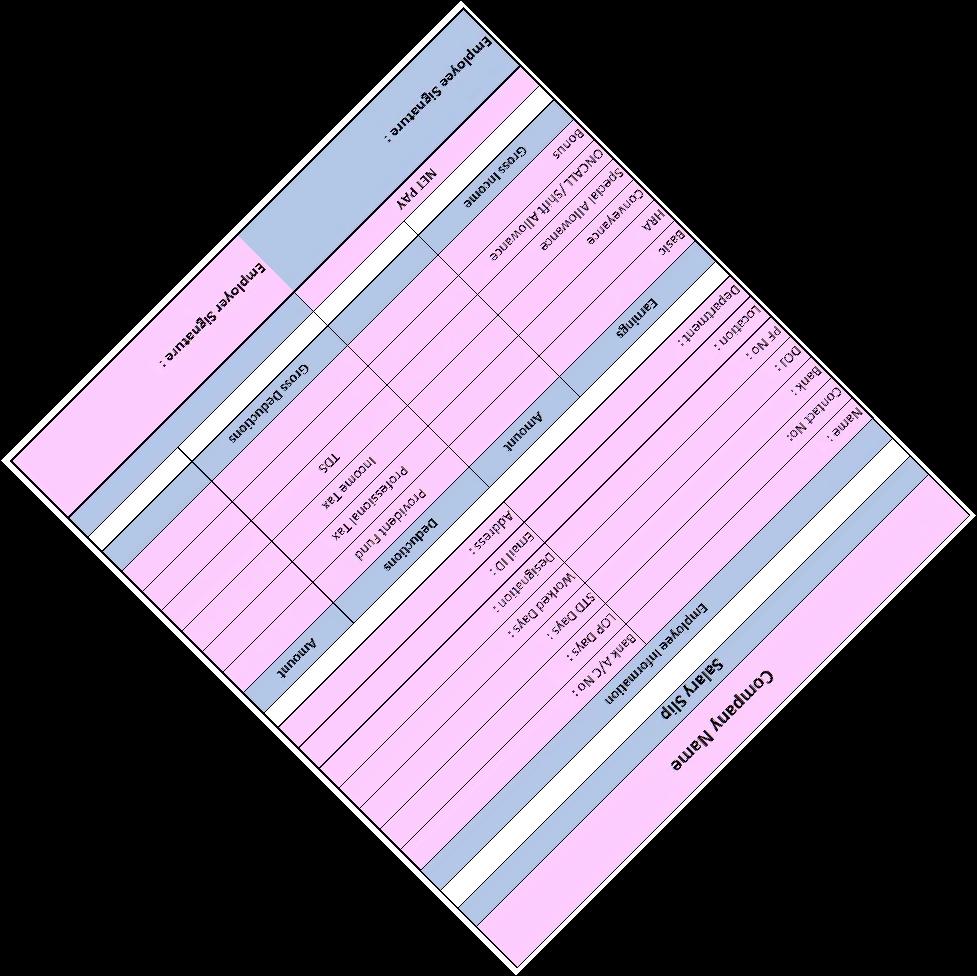 Company Name
Salary Slip
Employee Information
Name : Bank A/C No :
Contact No: LOP Days :
Bank : STD Days :
DOJ : Worked Days :
PF No : Designation :
Location : Email ID :
Department : Address :
Earnings Amount Deductions Amount
Basic Provident Fund
HRA Professional Tax
Conveyance Income Tax
Special Allowance TDS
ONCALL /Shift Allowance
Bonus
Gross Income Gross Deductions
NET PAY
Employee Signature : Employer Signature :